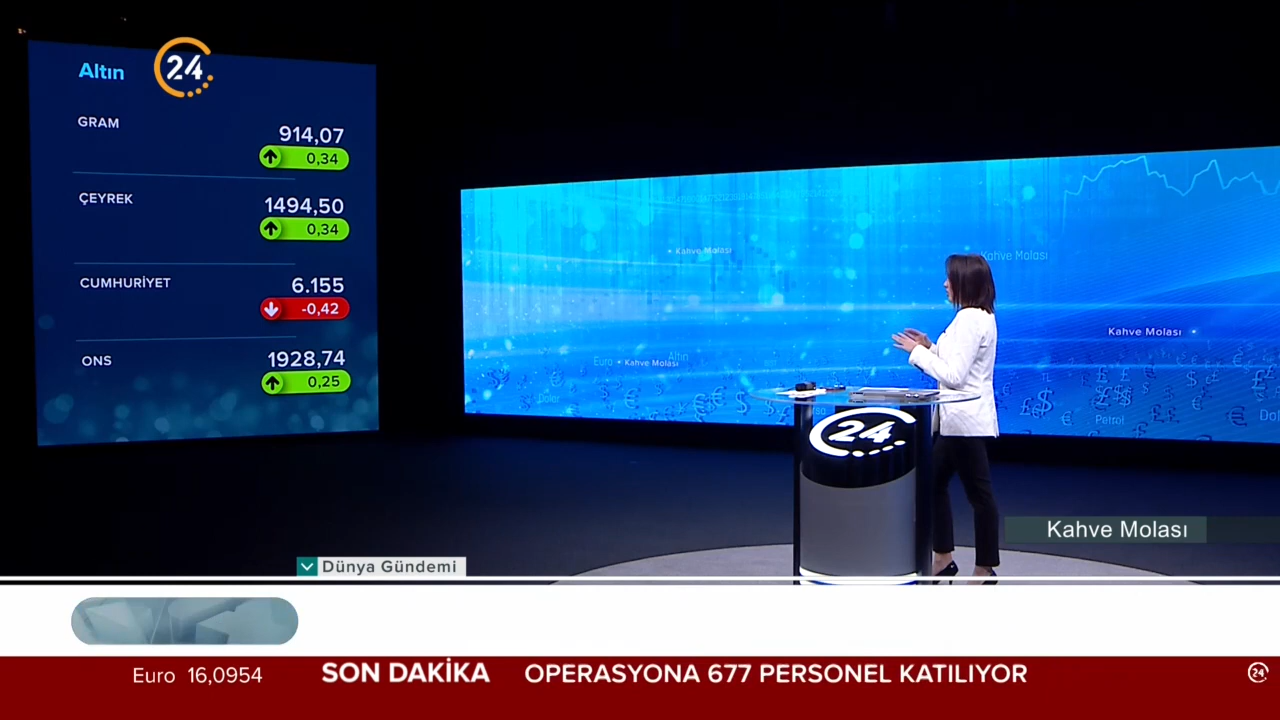 Altın
24
GRAM
914,07
0,34
ÇEYREK
1494,50
0,34
CUMHURİYET
6.155
-0,42
ONS
1928,74
0,25
Kahve Molası
Kahve Molası
Kahve Molası
Euro
Kahve Molası
Altın
Dolar
Petrol
24
Kahve Molası
Dünya Gündemi
Euro 16,0954
SON DAKİKA
OPERASYONA 677 PERSONEL KATILIYOR
24